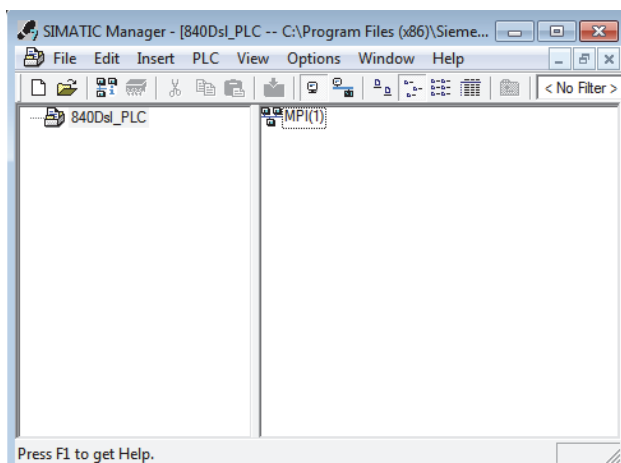 SIMATIC Manager - [840Dsl_PLC -- C:\Program Files (x86)\Sieme...
File Edit Insert PLC View Options Window Help
< No Filter >
840Dsl_PLC
MPI(1)
Press F1 to get Help.